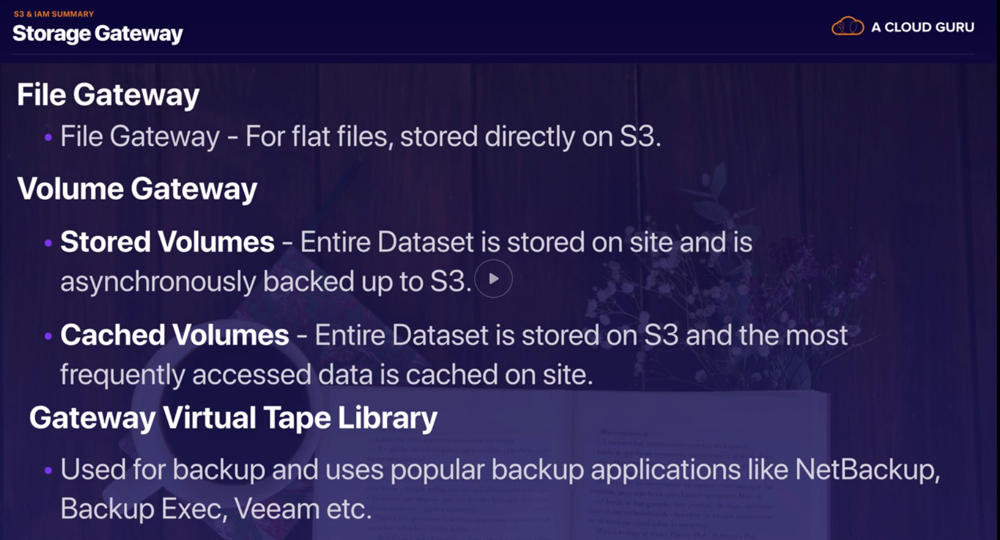 S3 & IAM SUMMARY
Storage Gateway
A CLOUD GURU
File Gateway
• File Gateway - For flat files, stored directly on S3.
Volume Gateway
• Stored Volumes - Entire Dataset is stored on site and is
asynchronously backed up to S3.
• Cached Volumes - Entire Dataset is stored on S3 and the most
frequently accessed data is cached on site.
Gateway Virtual Tape Library
• Used for backup and uses popular backup applications like NetBackup,
Backup Exec, Veeam etc.